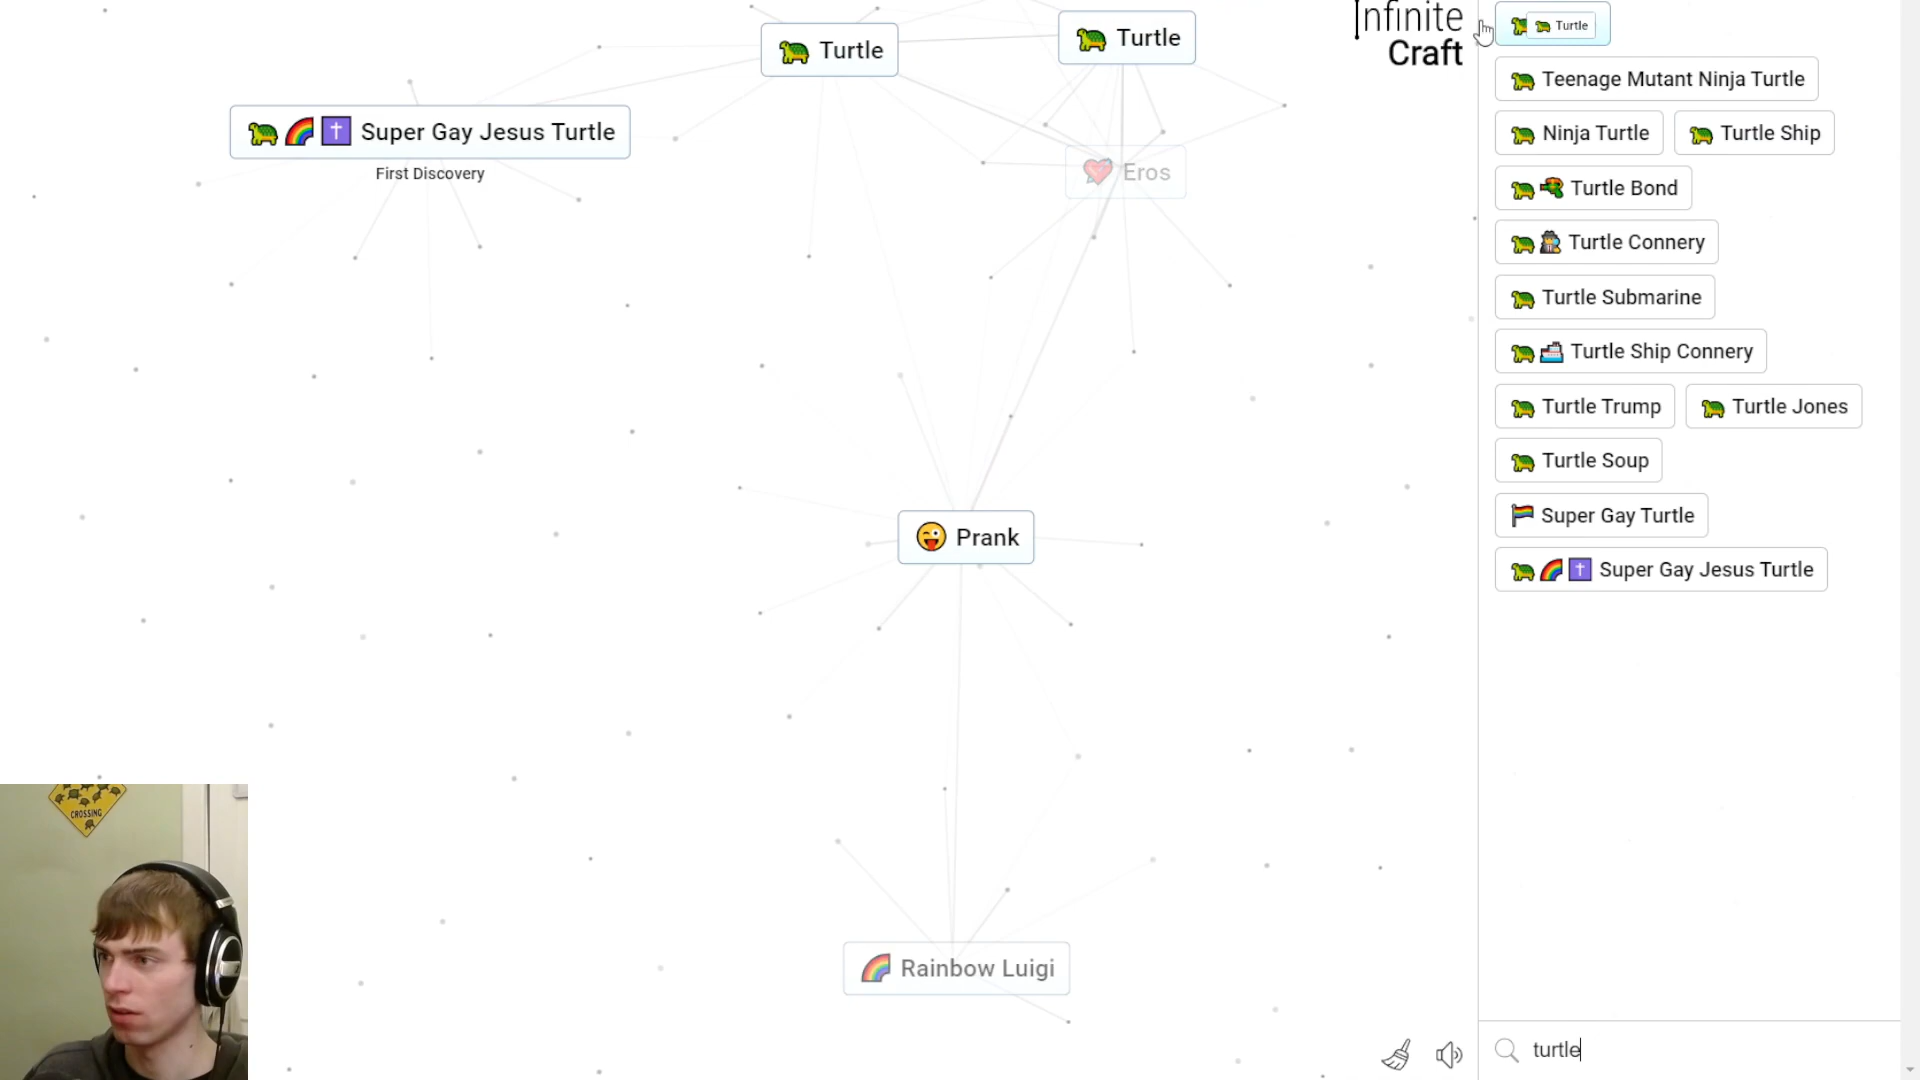 Turtle
Turtle
Super Gay Jesus Turtle
First Discovery
Eros
Prank
Rainbow Luigi
CROSSING
Infinite
Craft
Turtle
Teenage Mutant Ninja Turtle
Ninja Turtle
Turtle Ship
Turtle Bond
Turtle Connery
Turtle Submarine
Turtle Ship Connery
Turtle Trump
Turtle Jones
Turtle Soup
Super Gay Turtle
Super Gay Jesus Turtle
turtle